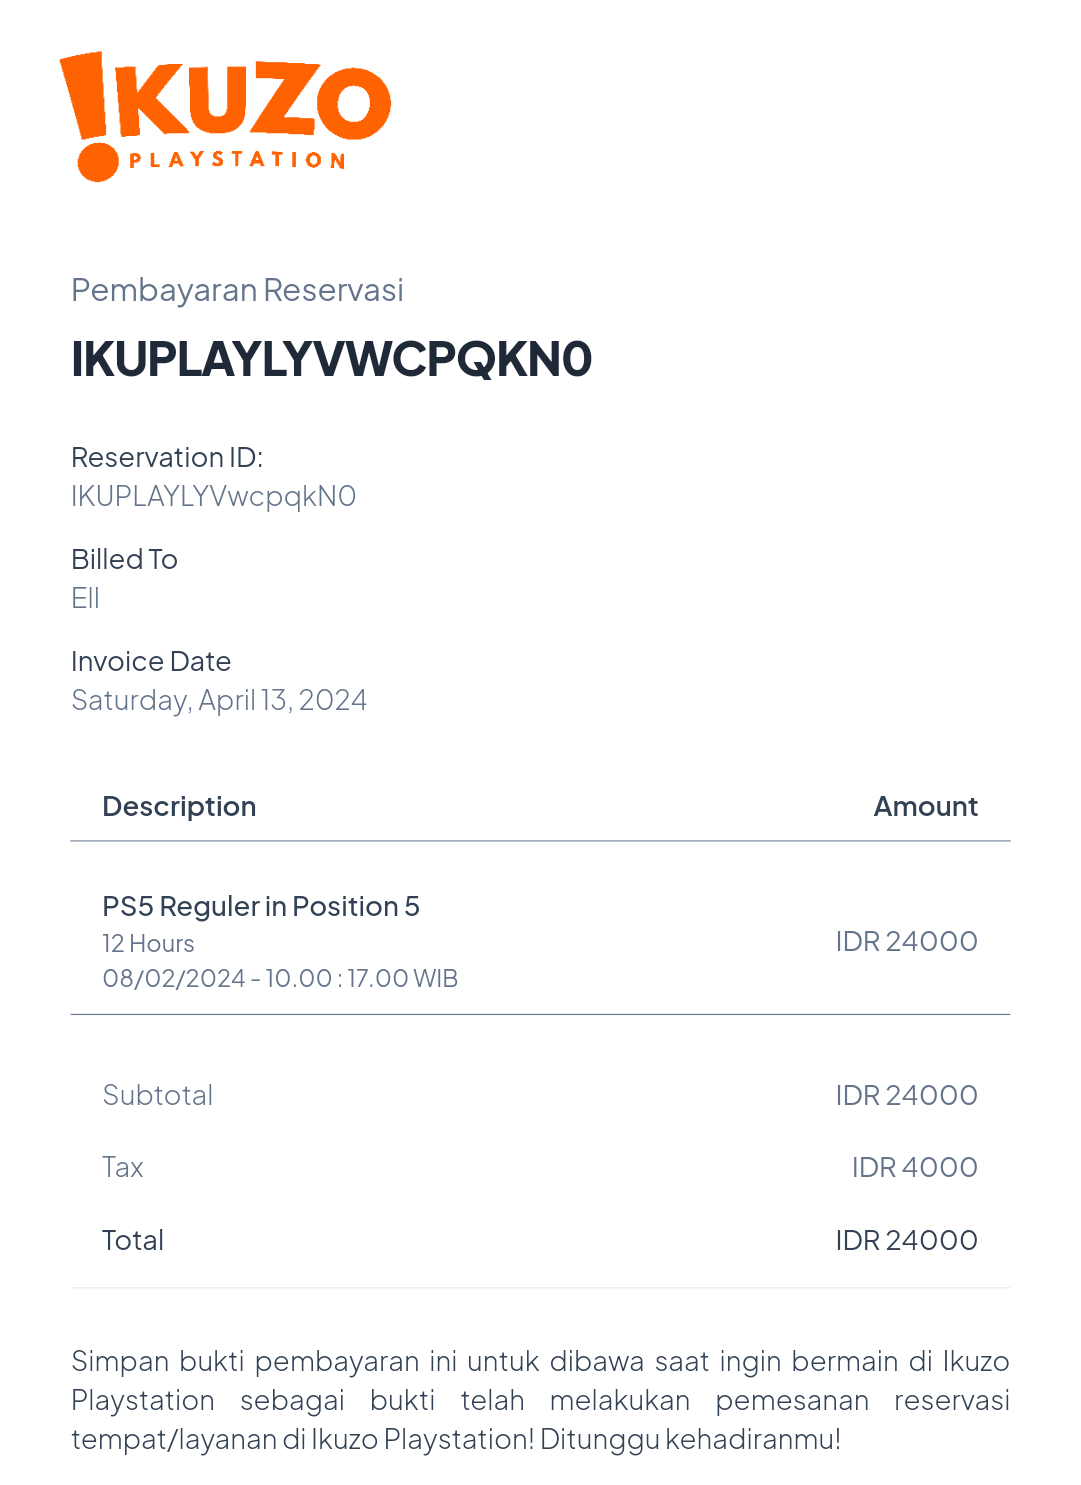 !KUZO
PLAYSTATION
Pembayaran Reservasi
IKUPLAYLYVWCPQKN0
Reservation ID:
IKUPLAYLYVwcpqkN0
Billed To
Ell
Invoice Date
Saturday, April 13, 2024
Description Amount
PS5 Reguler in Position 5
12 Hours
IDR 24000
08/02/2024 - 10.00 : 17.00 WIB
Subtotal IDR 24000
Tax IDR 4000
Total IDR 24000
Simpan bukti pembayaran ini untuk dibawa saat ingin bermain di Ikuzo
Playstation sebagai bukti telah melakukan pemesanan reservasi
tempat/layanan di Ikuzo Playstation! Ditunggu kehadiranmu!